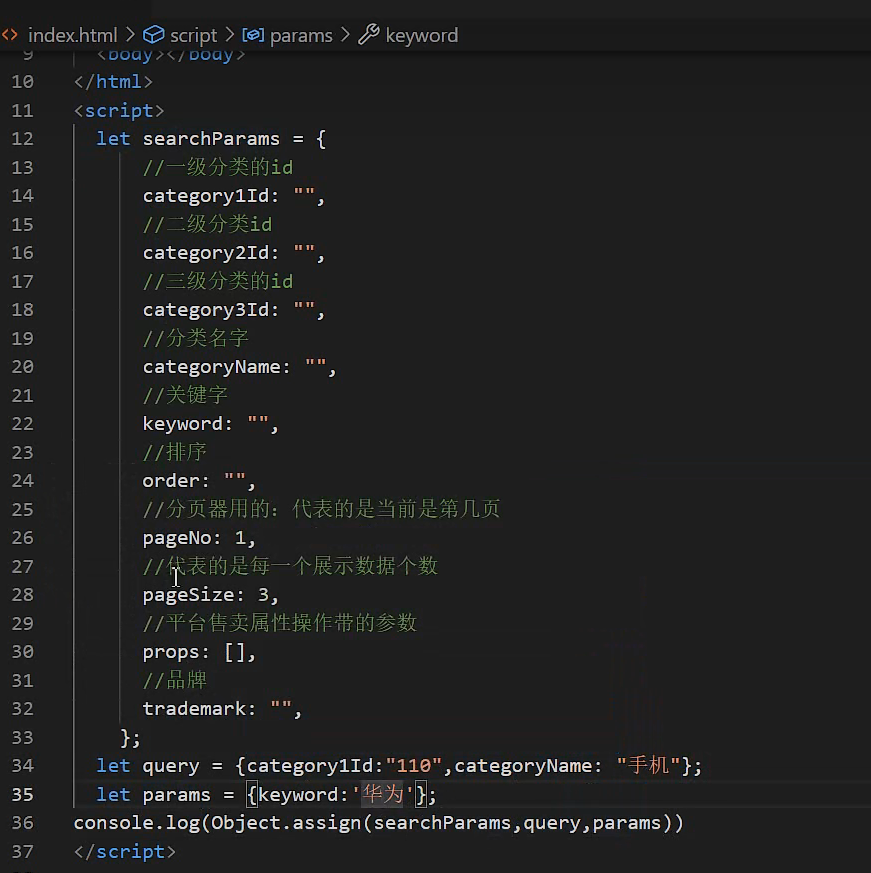 index.html > script > params > keyword
9 <body></body>
10 </html>
11 <script>
12 let searchParams = {
13 //一级分类的id
14 category1Id: "",
15 //二级分类id
16 category2Id: "",
17 //三级分类的id
18 category3Id: "",
19 //分类名字
20 categoryName: "",
21 //关键字
22 keyword: "",
23 //排序
24 order: "",
25 //分页器用的：代表的是当前是第几页
26 pageNo: 1,
27 //代表的是每一个展示数据个数
28 pageSize: 3,
29 //平台售卖属性操作带的参数
30 props: [],
31 //品牌
32 trademark: "",
33 };
34 let query = {category1Id:"110",categoryName: "手机"};
35 let params = {keyword:'华为'};
36 console.log(Object.assign(searchParams,query,params))
37 </script>